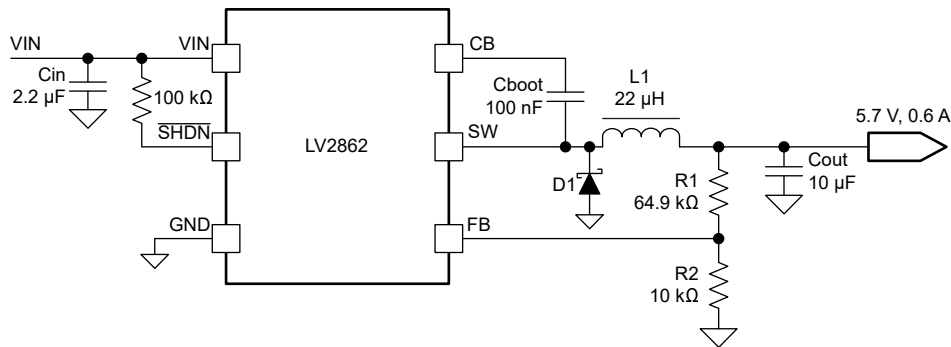 VIN
VIN
CB
Cin
2.2 µF
100 kΩ
Cboot
100 nF
L1
22 µH
SHDN
LV2862
SW
5.7 V, 0.6 A
D1
R1
64.9 kΩ
Cout
10 µF
GND
FB
R2
10 kΩ